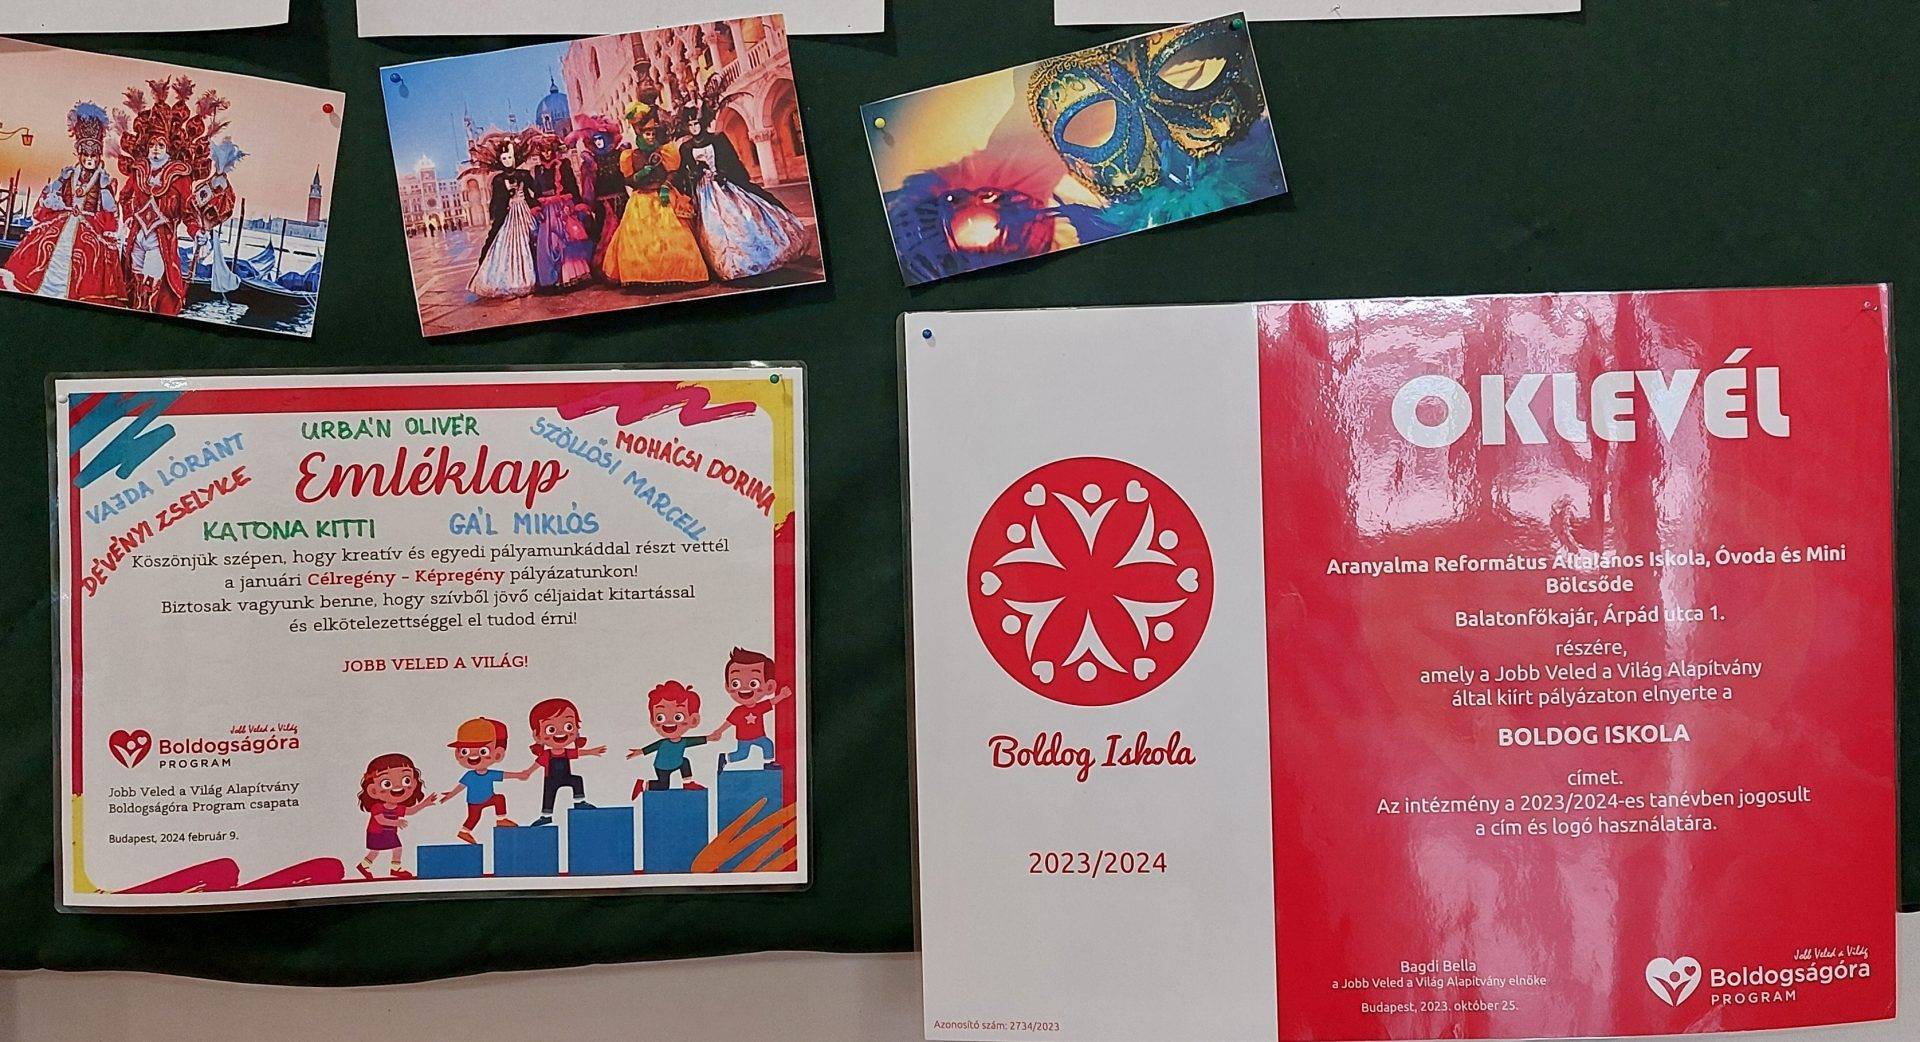 URBÁN OLIVÉR
VAJDA LÓRÁNT
DÉVÉNYI ZSELYKE
SZÖLLŐSI MARCELL
MOHÁCSI DORINA
Emléklap
KATONA KITTI
GÁL MIKLÓS
Köszönjük szépen, hogy kreatív és egyedi pályamunkáddal részt vettél
a januári Célregény - Képregény pályázatunkon!
Biztosak vagyunk benne, hogy szívből jövő céljaidat kitartással
és elkötelezettséggel el tudod érni!
JOBB VELED A VILÁG!
Jobb Veled a Világ
Boldogságóra
PROGRAM
Jobb Veled a Világ Alapítvány
Boldogságóra Program csapata
Budapest, 2024 február 9.
Boldog Iskola
2023/2024
Azonosító szám: 2734/2023
OKLEVÉL
Aranyalma Református Általános Iskola, Óvoda és Mini
Bölcsőde
Balatonfőkajár, Árpád utca 1.
részére,
amely a Jobb Veled a Világ Alapítvány
által kiírt pályázaton elnyerte a
BOLDOG ISKOLA
címet.
Az intézmény a 2023/2024-es tanévben jogosult
a cím és logó használatára.
Bagdi Bella
a Jobb Veled a Világ Alapítvány elnöke
Budapest, 2023. október 25.
Jobb Veled a Világ
Boldogságóra
PROGRAM